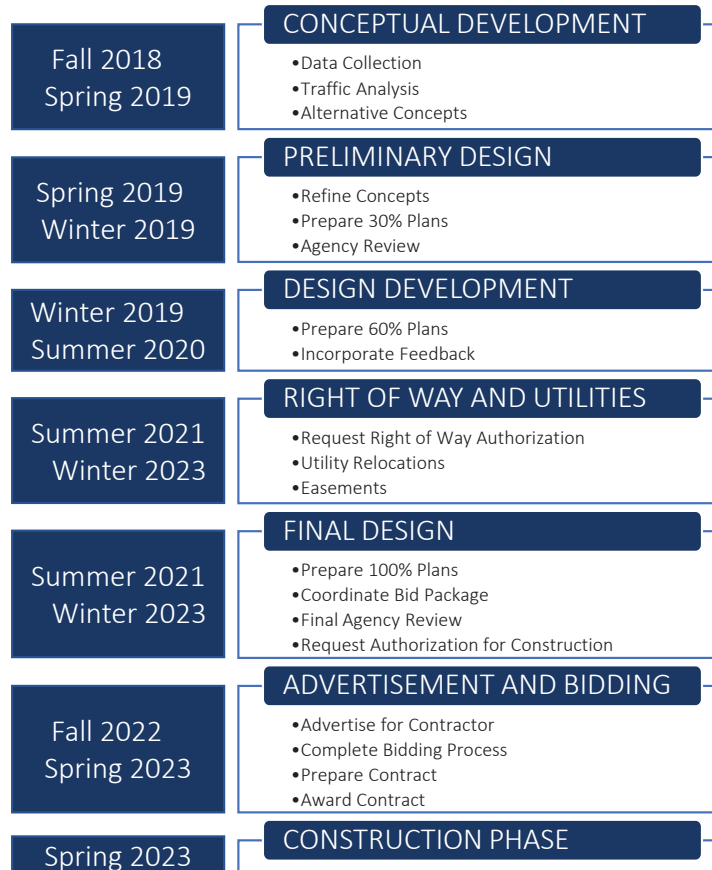 Fall 2018
Spring 2019
CONCEPTUAL DEVELOPMENT
•Data Collection
•Traffic Analysis
•Alternative Concepts
Spring 2019
Winter 2019
PRELIMINARY DESIGN
•Refine Concepts
•Prepare 30% Plans
•Agency Review
Winter 2019
Summer 2020
DESIGN DEVELOPMENT
•Prepare 60% Plans
•Incorporate Feedback
Summer 2021
Winter 2023
RIGHT OF WAY AND UTILITIES
•Request Right of Way Authorization
•Utility Relocations
•Easements
Summer 2021
Winter 2023
FINAL DESIGN
•Prepare 100% Plans
•Coordinate Bid Package
•Final Agency Review
•Request Authorization for Construction
Fall 2022
Spring 2023
ADVERTISEMENT AND BIDDING
•Advertise for Contractor
•Complete Bidding Process
•Prepare Contract
•Award Contract
Spring 2023
CONSTRUCTION PHASE